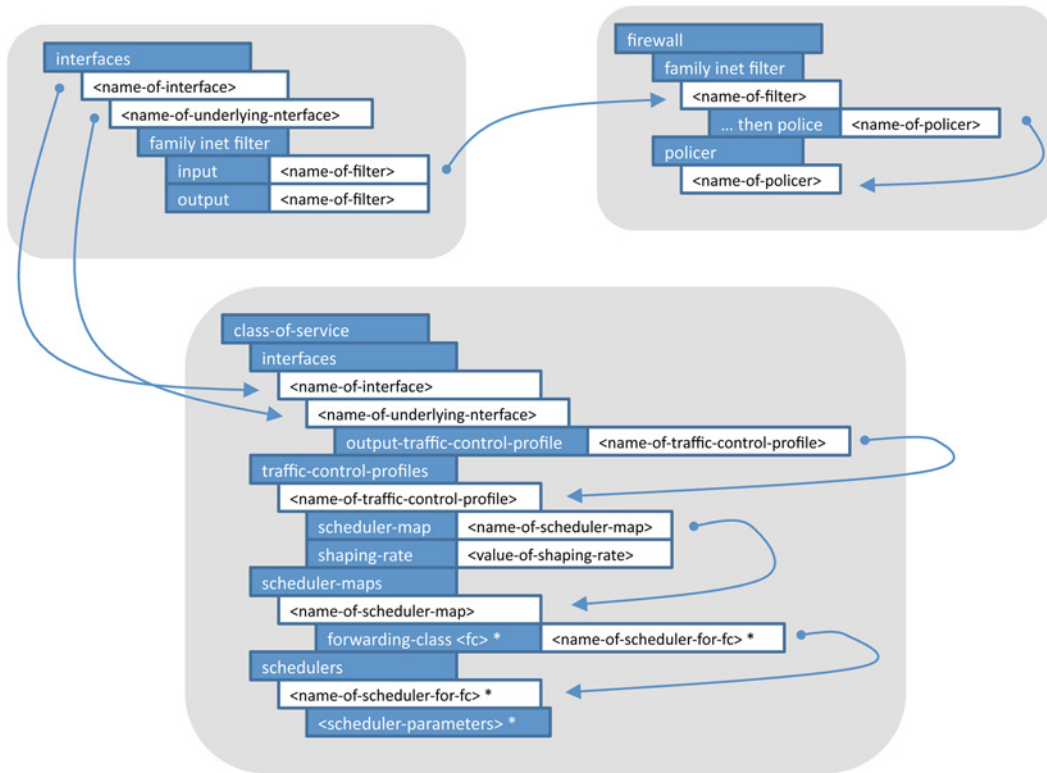 interfaces
<name-of-interface>
<name-of-underlying-nterface>
family inet filter
input <name-of-filter>
output <name-of-filter>
firewall
family inet filter
<name-of-filter>
... then police <name-of-policer>
policer
<name-of-policer>
class-of-service
interfaces
<name-of-interface>
<name-of-underlying-nterface>
output-traffic-control-profile <name-of-traffic-control-profile>
traffic-control-profiles
<name-of-traffic-control-profile>
scheduler-map <name-of-scheduler-map>
shaping-rate <value-of-shaping-rate>
scheduler-maps
<name-of-scheduler-map>
forwarding-class <fc> * <name-of-scheduler-for-fc> *
schedulers
<name-of-scheduler-for-fc> *
<scheduler-parameters> *